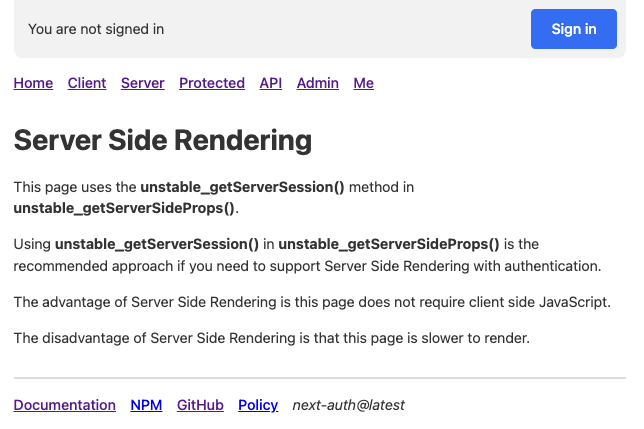 You are not signed in
Sign in
Home Client Server Protected API Admin Me
Server Side Rendering
This page uses the unstable_getServerSession() method in
unstable_getServerSideProps().
Using unstable_getServerSession() in unstable_getServerSideProps() is the
recommended approach if you need to support Server Side Rendering with authentication.
The advantage of Server Side Rendering is this page does not require client side JavaScript.
The disadvantage of Server Side Rendering is that this page is slower to render.
Documentation NPM GitHub Policy next-auth@latest